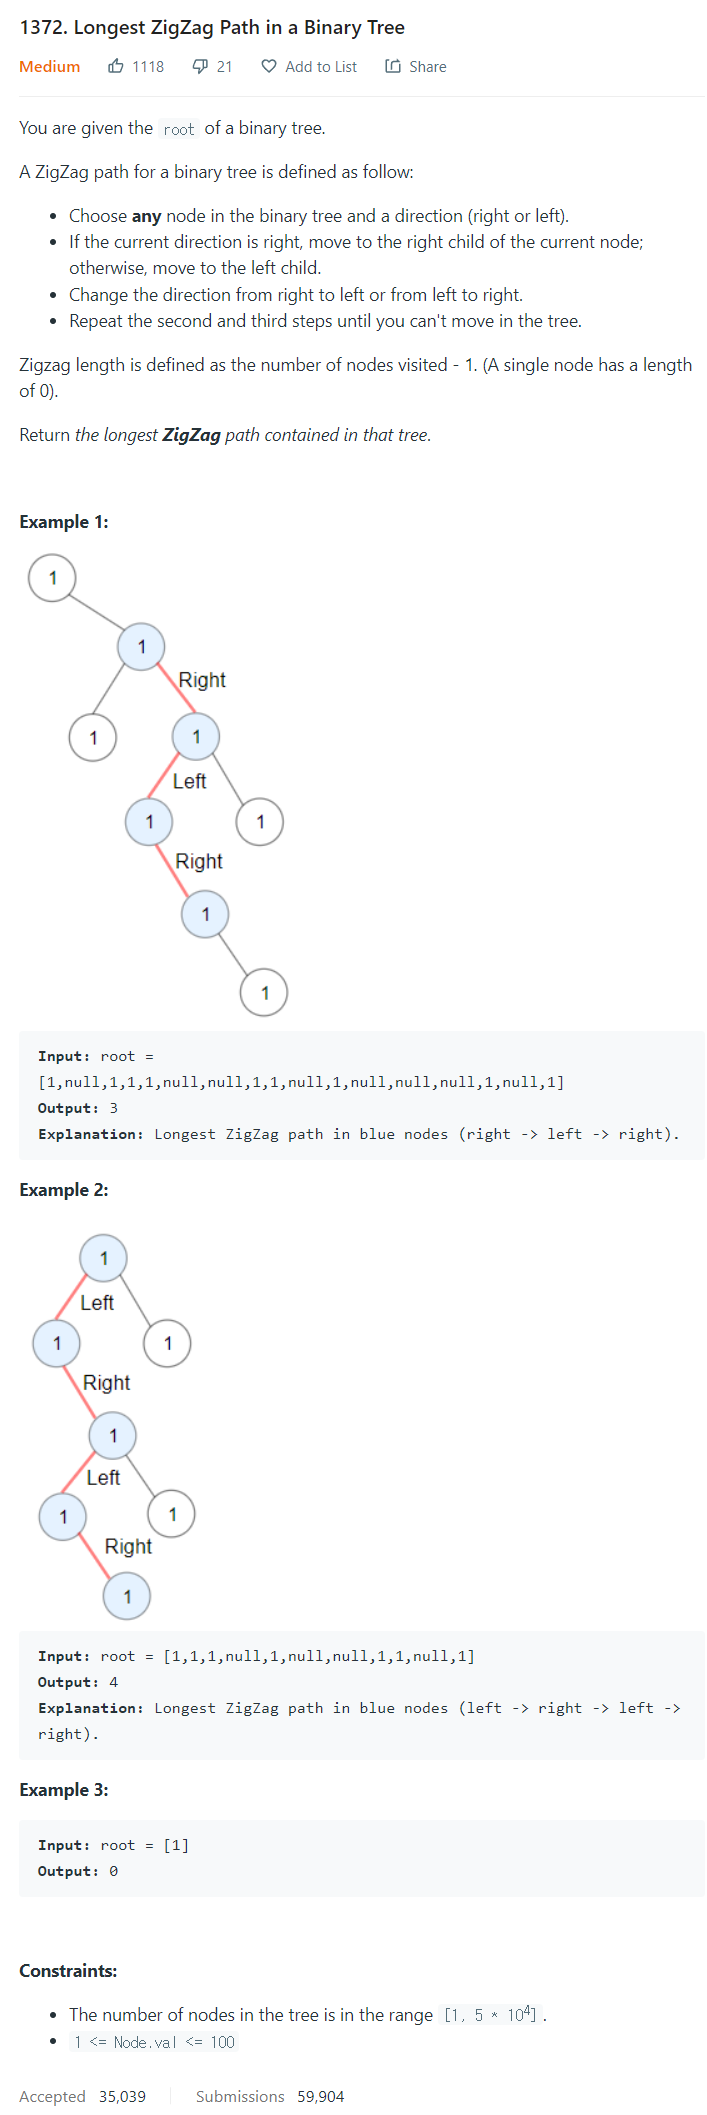 1372. Longest ZigZag Path in a Binary Tree
Medium 1118 21 Add to List Share
You are given the root of a binary tree.
A ZigZag path for a binary tree is defined as follow:
• Choose any node in the binary tree and a direction (right or left).
• If the current direction is right, move to the right child of the current node;
otherwise, move to the left child.
• Change the direction from right to left or from left to right.
• Repeat the second and third steps until you can't move in the tree.
Zigzag length is defined as the number of nodes visited - 1. (A single node has a length
of 0).
Return the longest ZigZag path contained in that tree.
Example 1:
1
1
Right
1 1
Left
1 1
Right
1
1
Input: root =
[1,null,1,1,1,null,null,1,1,null,1,null,null,null,1,null,1]
Output: 3
Explanation: Longest ZigZag path in blue nodes (right -> left -> right).
Example 2:
1
Left
1 1
Right
1
Left
1 1
Right
1
Input: root = [1,1,1,null,1,null,null,1,1,null,1]
Output: 4
Explanation: Longest ZigZag path in blue nodes (left -> right -> left ->
right).
Example 3:
Input: root = [1]
Output: 0
Constraints:
• The number of nodes in the tree is in the range [1, 5 * 10⁴].
• 1 <= Node.val <= 100
Accepted 35,039 Submissions 59,904